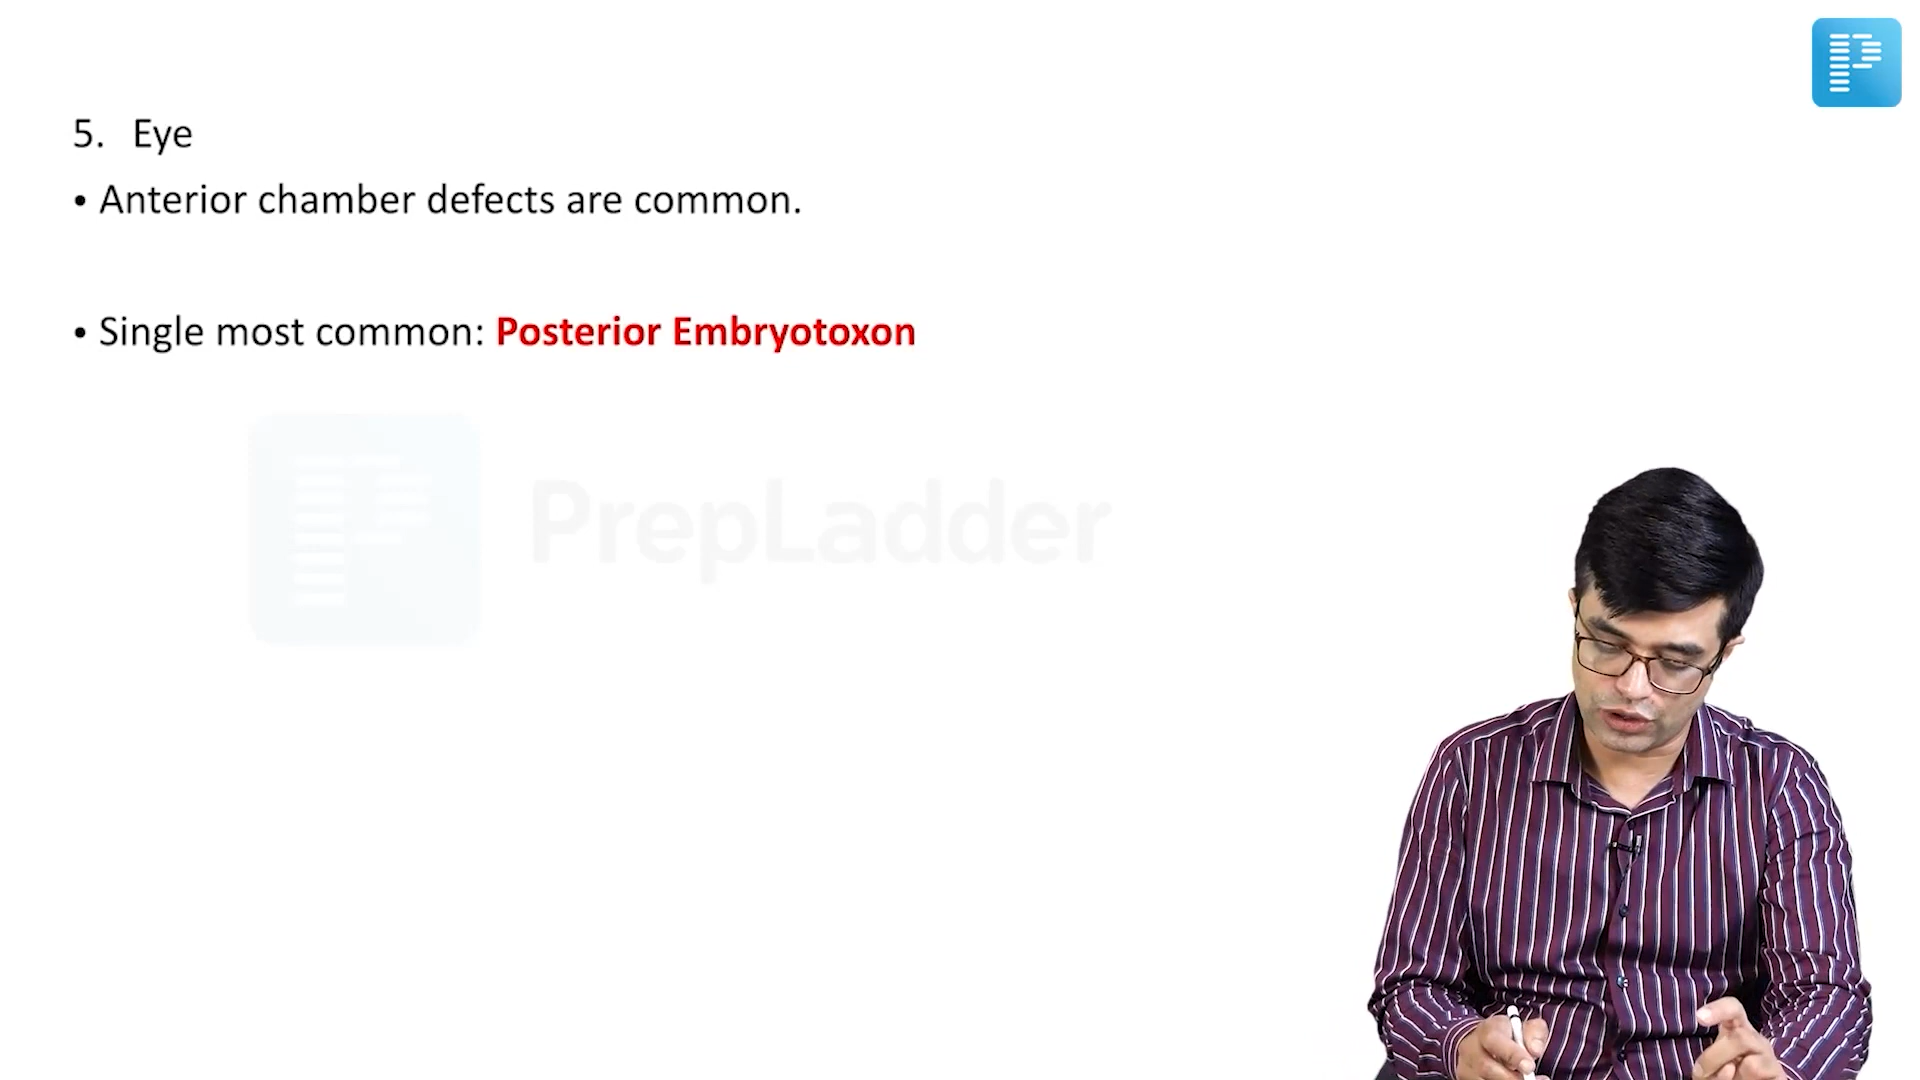 5. Eye
• Anterior chamber defects are common.
• Single most common: Posterior Embryotoxon
PrepLadder